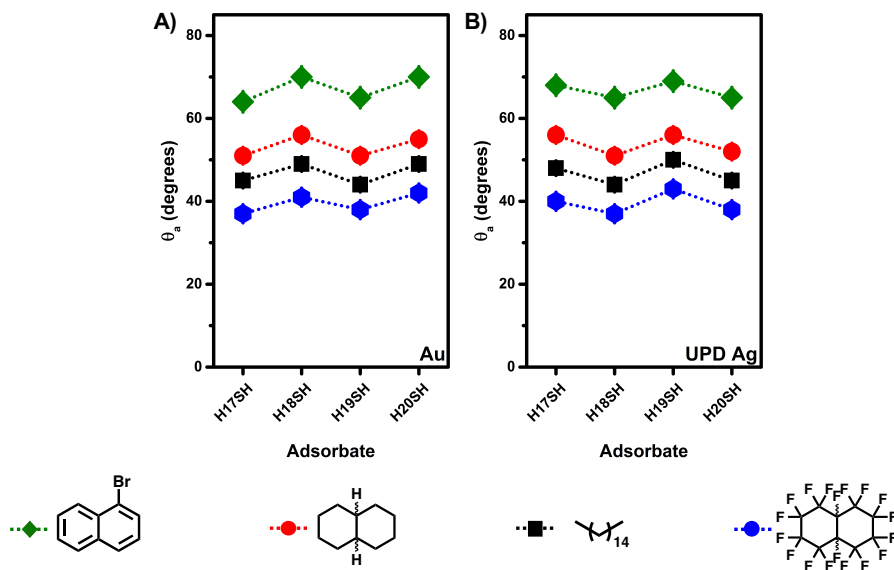 A)
B)
80
60
40
20
0
θa (degrees)
Au
H17SH
H18SH
H19SH
H20SH
Adsorbate
80
60
40
20
0
θa (degrees)
UPD Ag
H17SH
H18SH
H19SH
H20SH
Adsorbate
Br
H
H
14
F F F F F F
F F
F F
F F F F F F